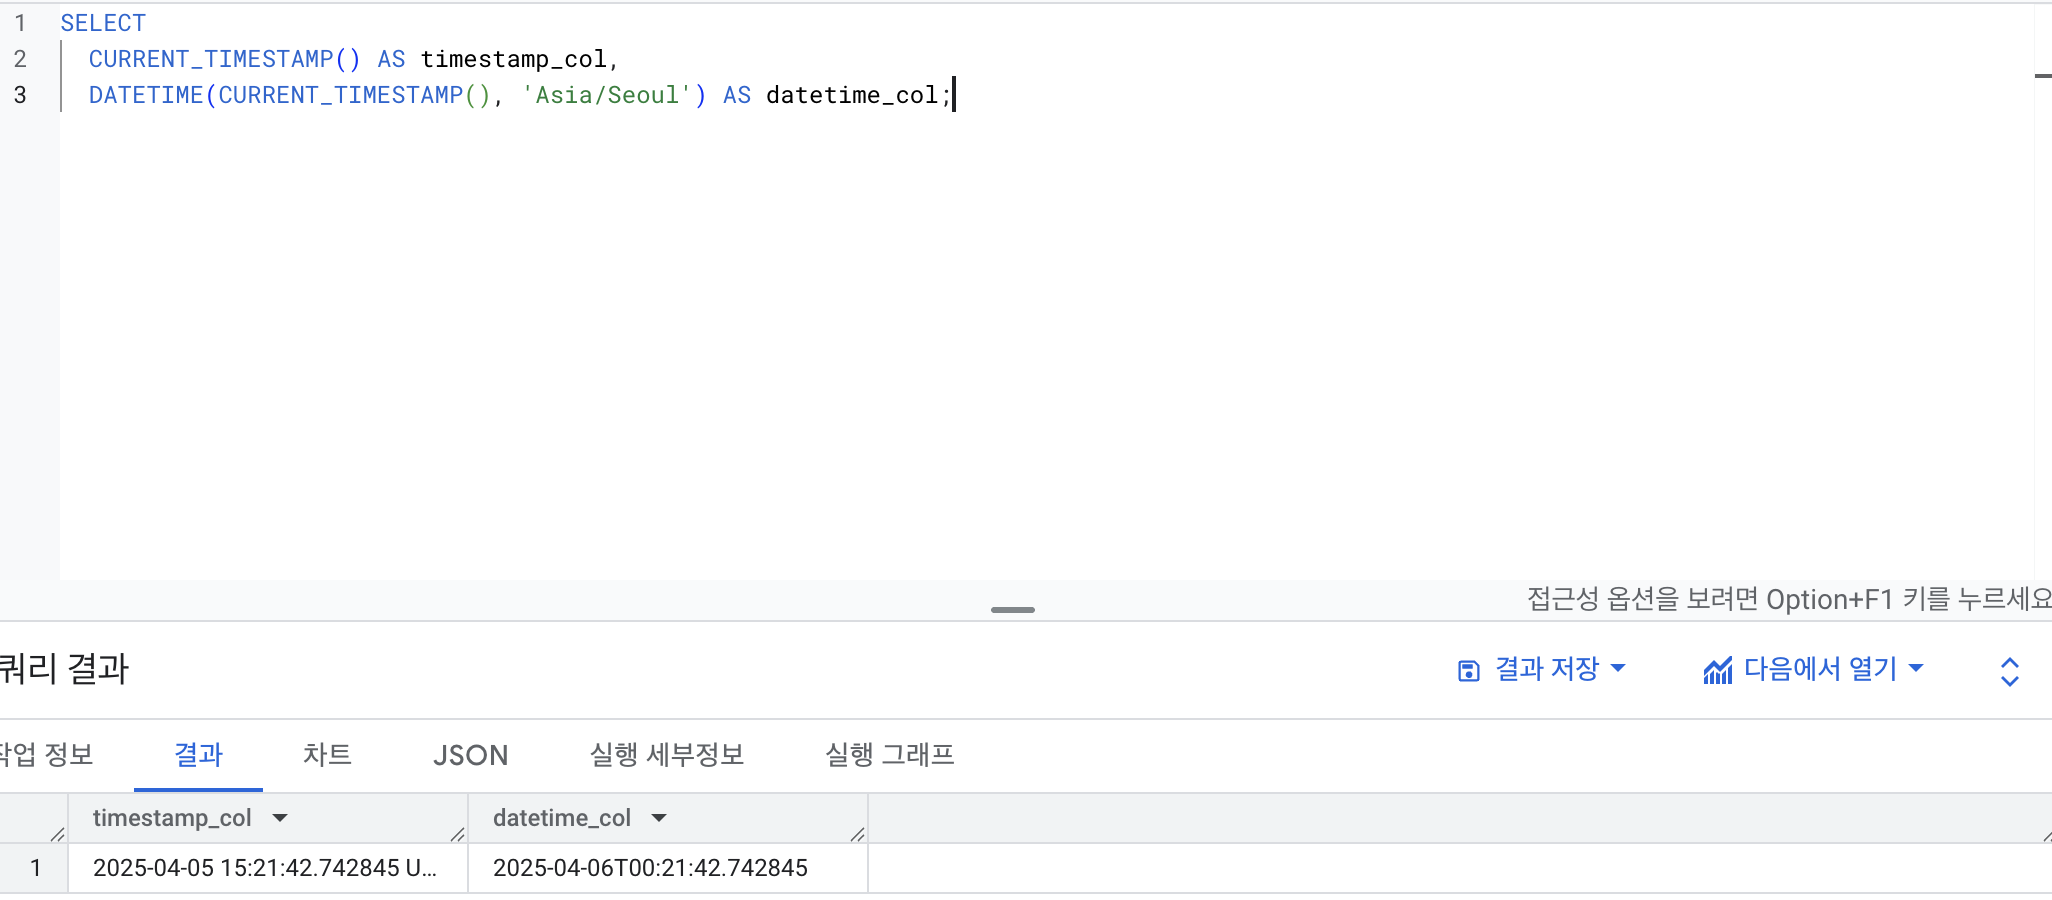 1 SELECT
2 CURRENT_TIMESTAMP() AS timestamp_col,
3 DATETIME(CURRENT_TIMESTAMP(), 'Asia/Seoul') AS datetime_col;
접근성 옵션을 보려면 Option+F1 키를 누르세요
쿼리 결과 결과 저장 다음에서 열기
작업 정보 결과 차트 JSON 실행 세부정보 실행 그래프
timestamp_col datetime_col
1 2025-04-05 15:21:42.742845 U... 2025-04-06T00:21:42.742845